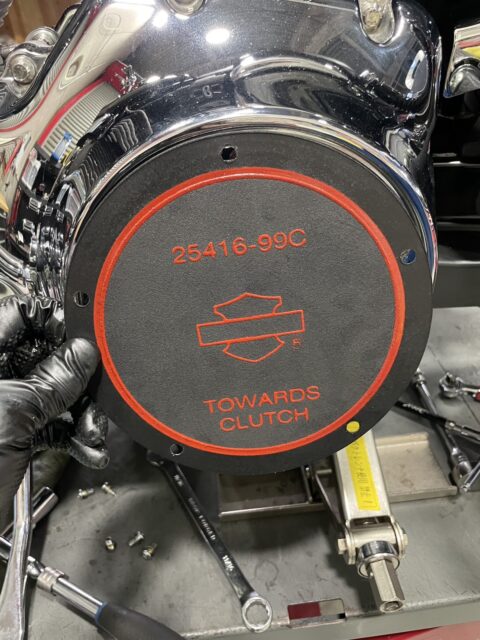 25416-99C
®
TOWARDS
CLUTCH